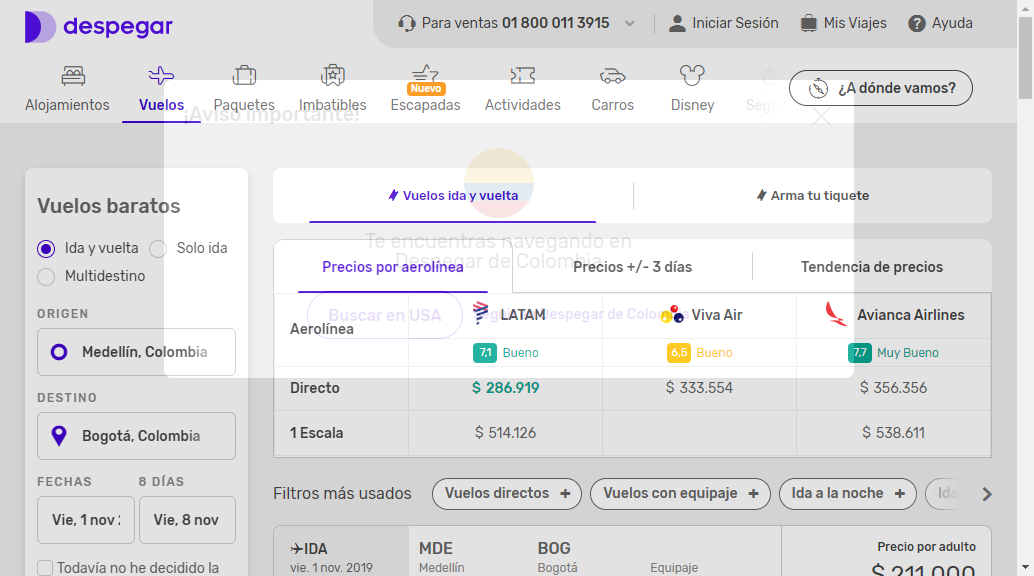 despegar
Para ventas 01 800 011 3915
Iniciar Sesión
Mis Viajes
Ayuda
Alojamientos
Vuelos
Paquetes
Imbatibles
Nuevo
Escapadas
Actividades
Carros
Disney
¿A dónde vamos?
¡Aviso importante!
Te encuentras navegando en
Despegar de Colombia
Buscar en USA
Vuelos baratos
Ida y vuelta
Solo ida
Multidestino
ORIGEN
Medellín, Colombia
DESTINO
Bogotá, Colombia
FECHAS
8 DÍAS
Vie, 1 nov
Vie, 8 nov
Todavía no he decidido la
Vuelos ida y vuelta
Arma tu tiquete
Precios por aerolínea
Precios +/- 3 días
Tendencia de precios
Aerolínea
LATAM
Viva Air
Avianca Airlines
7,1 Bueno
6,5 Bueno
7,7 Muy Bueno
Directo
$ 286.919
$ 333.554
$ 356.356
1 Escala
$ 514.126
$ 538.611
Filtros más usados
Vuelos directos +
Vuelos con equipaje +
Ida a la noche +
Ida
IDA
MDE
BOG
Precio por adulto
vie. 1 nov. 2019
Medellín
Bogotá
Equipaje
$ 211.000